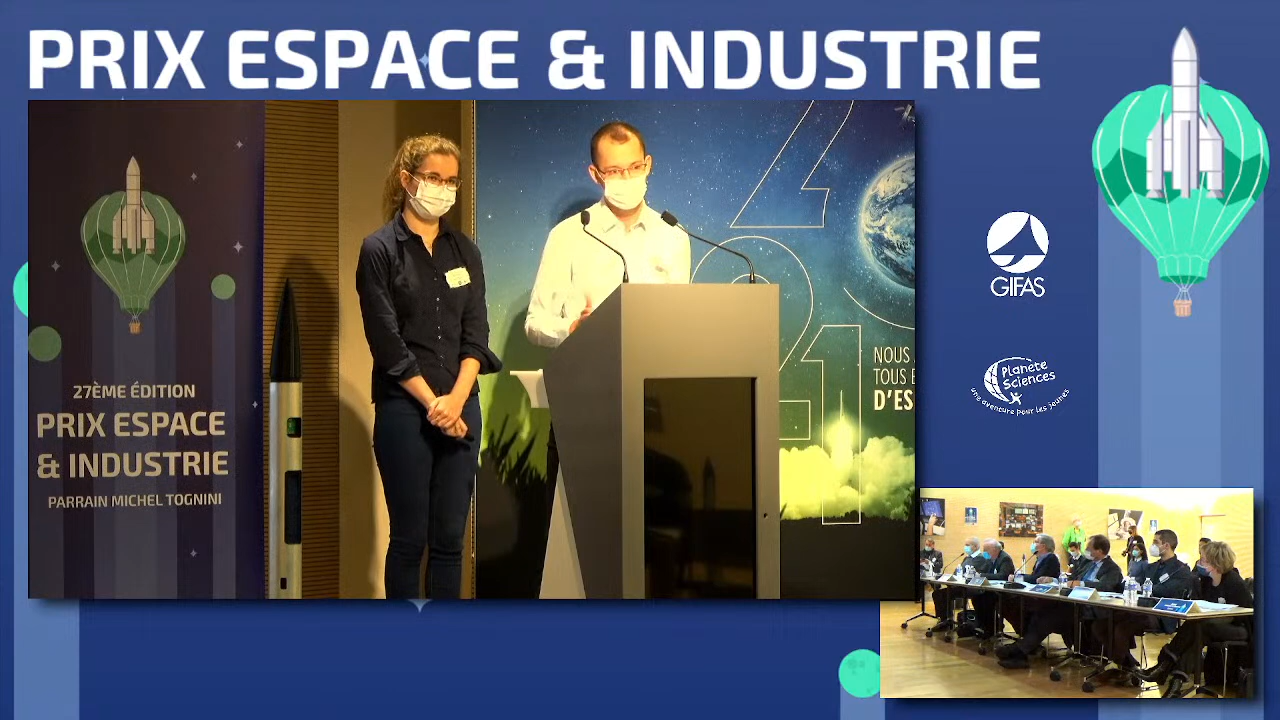 PRIX ESPACE & INDUSTRIE
27ÈME ÉDITION
PRIX ESPACE
& INDUSTRIE
PARRAIN MICHEL TOGNINI
2021
NOUS
TOUS
D'ES
GIFAS
Planète
Sciences
une aventure pour les jeunes